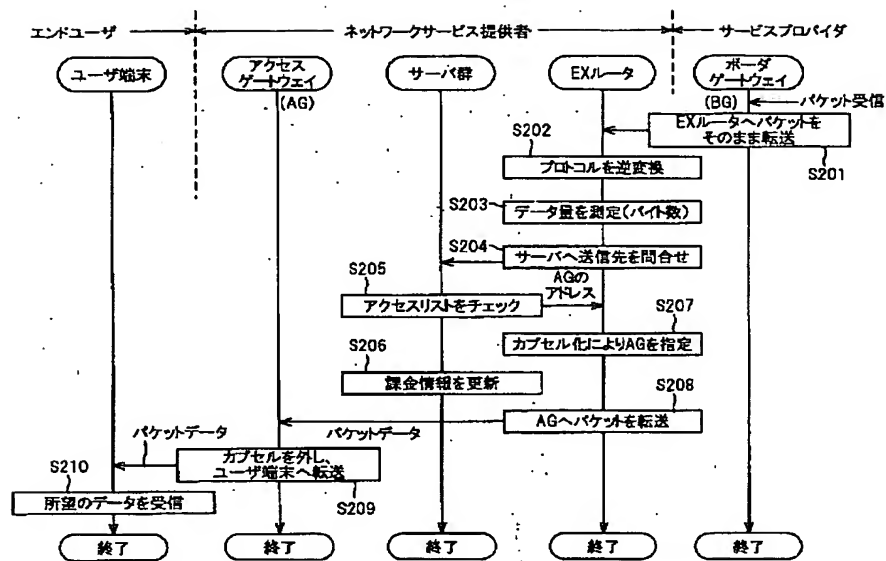 エンドユーザ
ネットワークサービス提供者
サービスプロバイダ
ユーザ端末
アクセス
ゲートウェイ
(AG)
サーバ群
EXルータ
ボーダ
ゲートウェイ
(BG)
パケット受信
EXルータへパケットを
そのまま転送
S201
S202
プロトコルを逆変換
S203
データ量を測定(バイト数)
S204
サーバへ送信先を問合せ
S205
アクセスリストをチェック
AGの
アドレス
S207
カプセル化によりAGを指定
S206
課金情報を更新
S208
AGへパケットを転送
パケットデータ
パケットデータ
カプセルを外し、
ユーザ端末へ転送
S209
S210
所望のデータを受信
終了
終了
終了
終了
終了